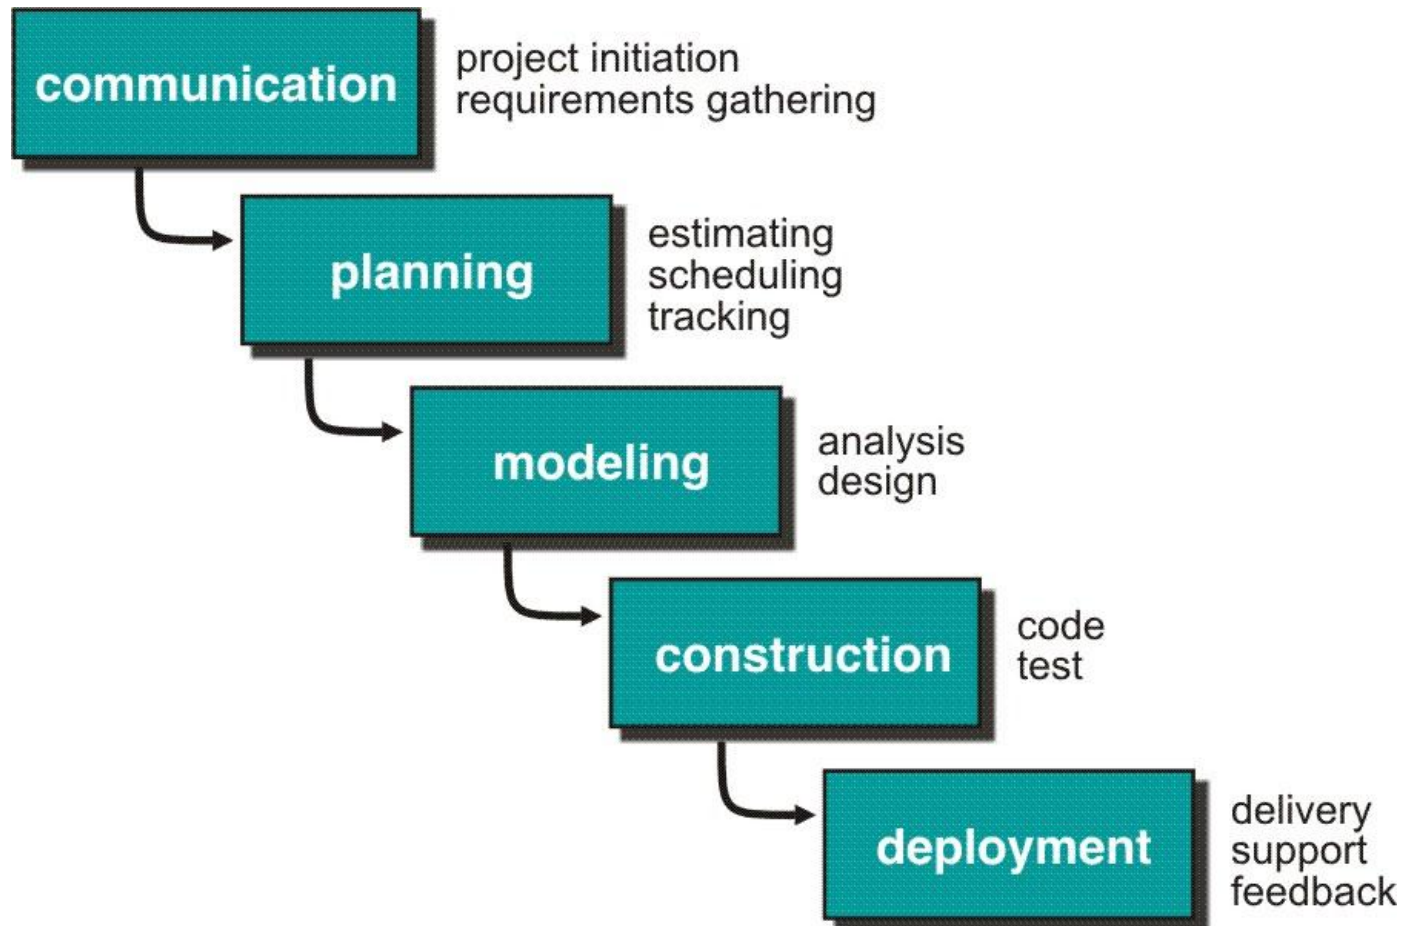 communication
project initiation
requirements gathering
planning
estimating
scheduling
tracking
modeling
analysis
design
construction
code
test
deployment
delivery
support
feedback